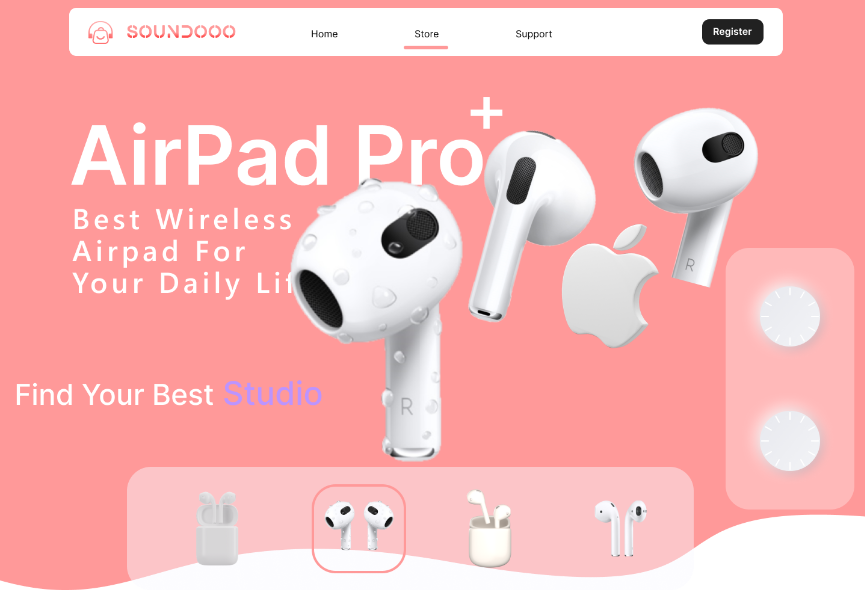 SOUNDOOO
Home
Store
Support
Register
AirPad Pro+
Best Wireless
Airpad For
Your Daily Lif
Find Your Best Studio
R
R